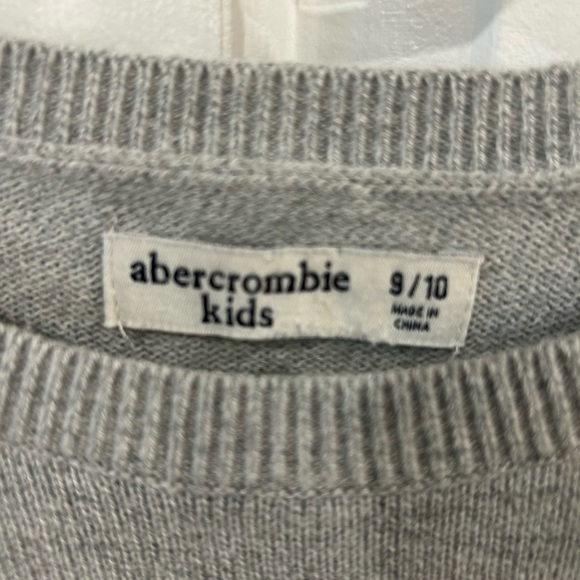 abercrombie
kids
9/10
MADE IN
CHINA